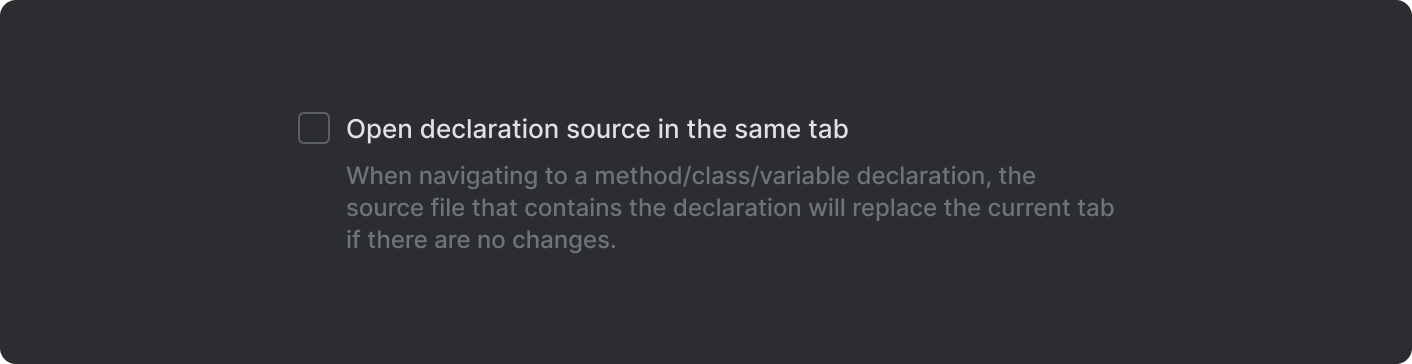 Open declaration source in the same tab
When navigating to a method/class/variable declaration, the
source file that contains the declaration will replace the current tab
if there are no changes.